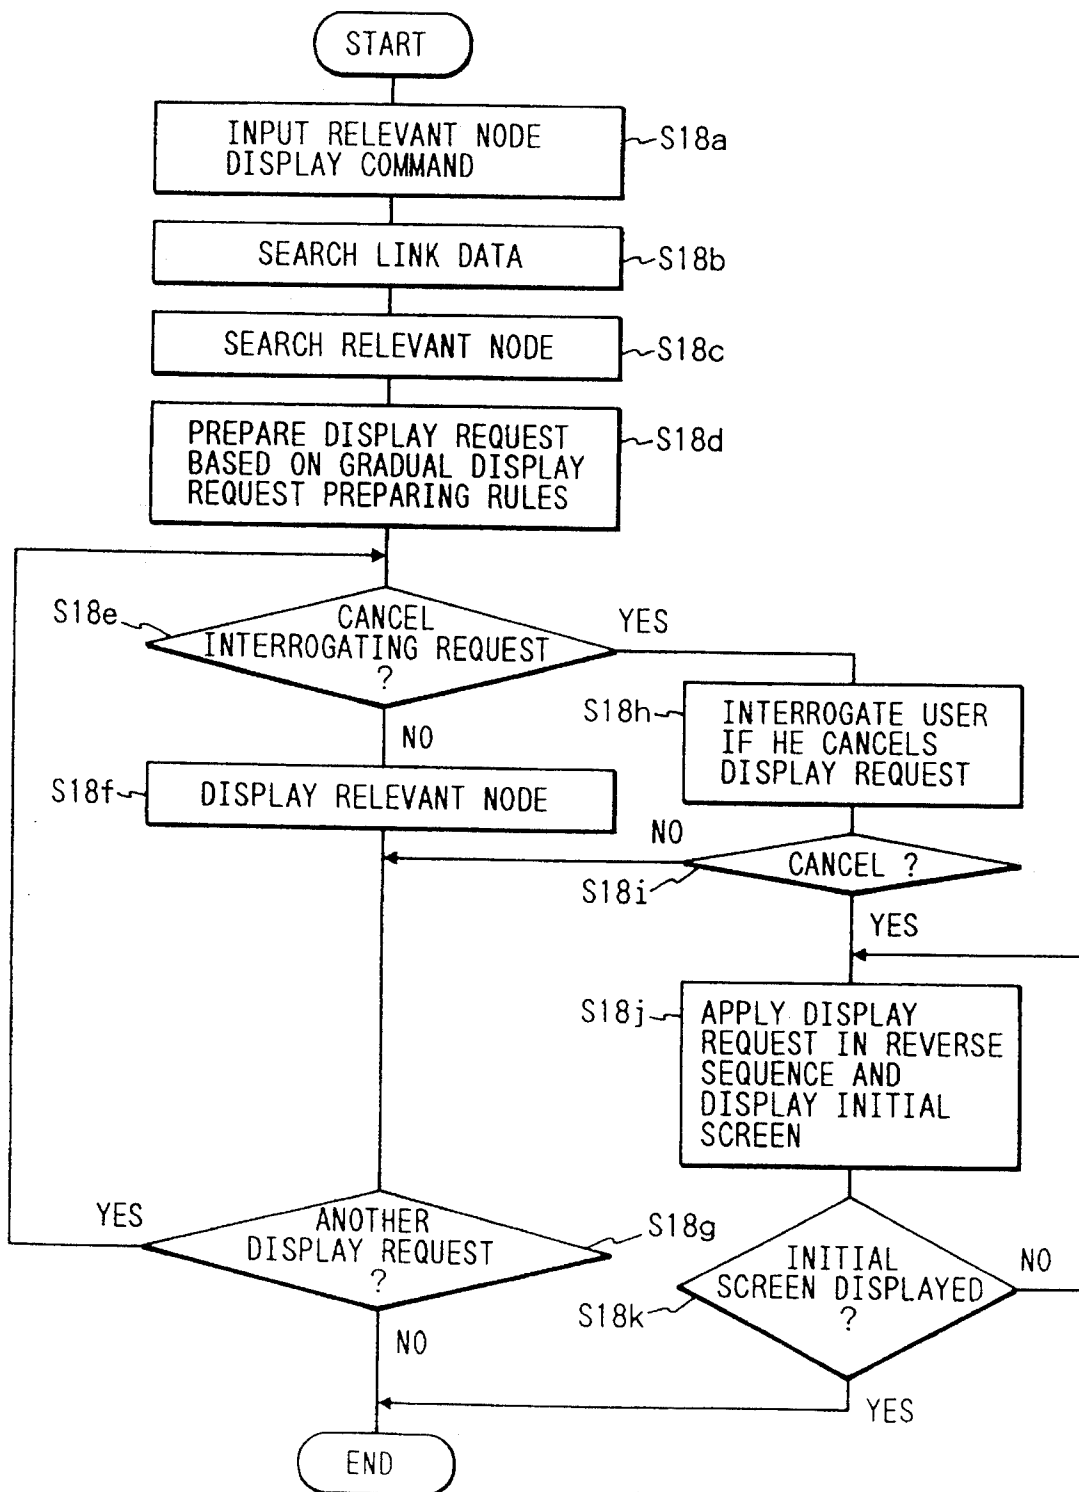 START
INPUT RELEVANT NODE
DISPLAY COMMAND
S18a
SEARCH LINK DATA
S18b
SEARCH RELEVANT NODE
S18c
PREPARE DISPLAY REQUEST
BASED ON GRADUAL DISPLAY
REQUEST PREPARING RULES
S18d
S18e
CANCEL
INTERROGATING REQUEST
?
YES
NO
S18h
INTERROGATE USER
IF HE CANCELS
DISPLAY REQUEST
S18f
DISPLAY RELEVANT NODE
NO
CANCEL ?
S18i
YES
S18j
APPLY DISPLAY
REQUEST IN REVERSE
SEQUENCE AND
DISPLAY INITIAL
SCREEN
YES
ANOTHER
DISPLAY REQUEST
?
S18g
NO
INITIAL
SCREEN DISPLAYED
?
NO
S18k
YES
END